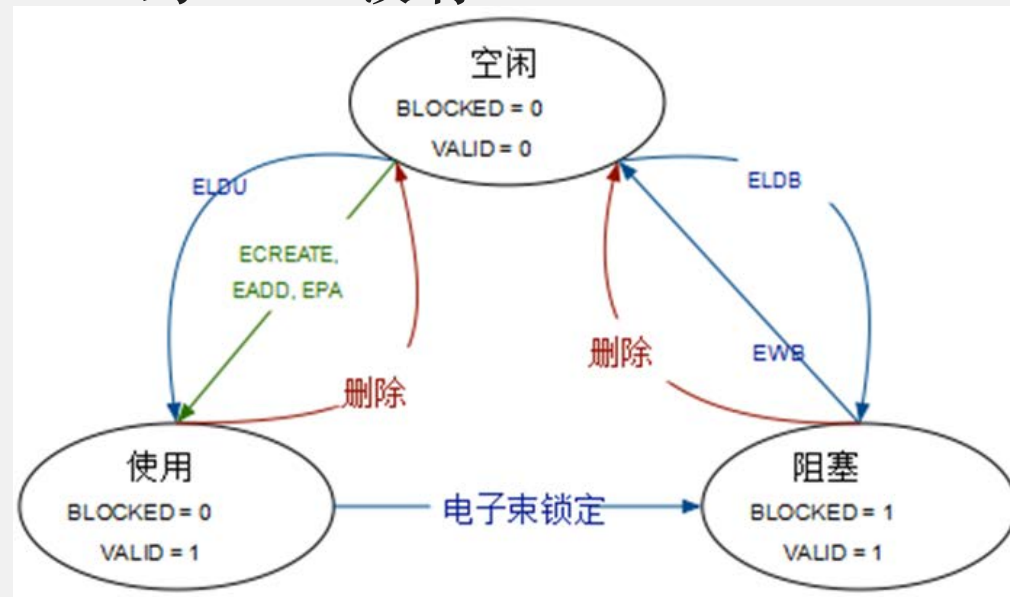 空闲
BLOCKED = 0
VALID = 0
ELDU
ELDB
ECREATE,
EADD, EPA
删除
EWB
删除
使用
BLOCKED = 0
VALID = 1
电子束锁定
阻塞
BLOCKED = 1
VALID = 1